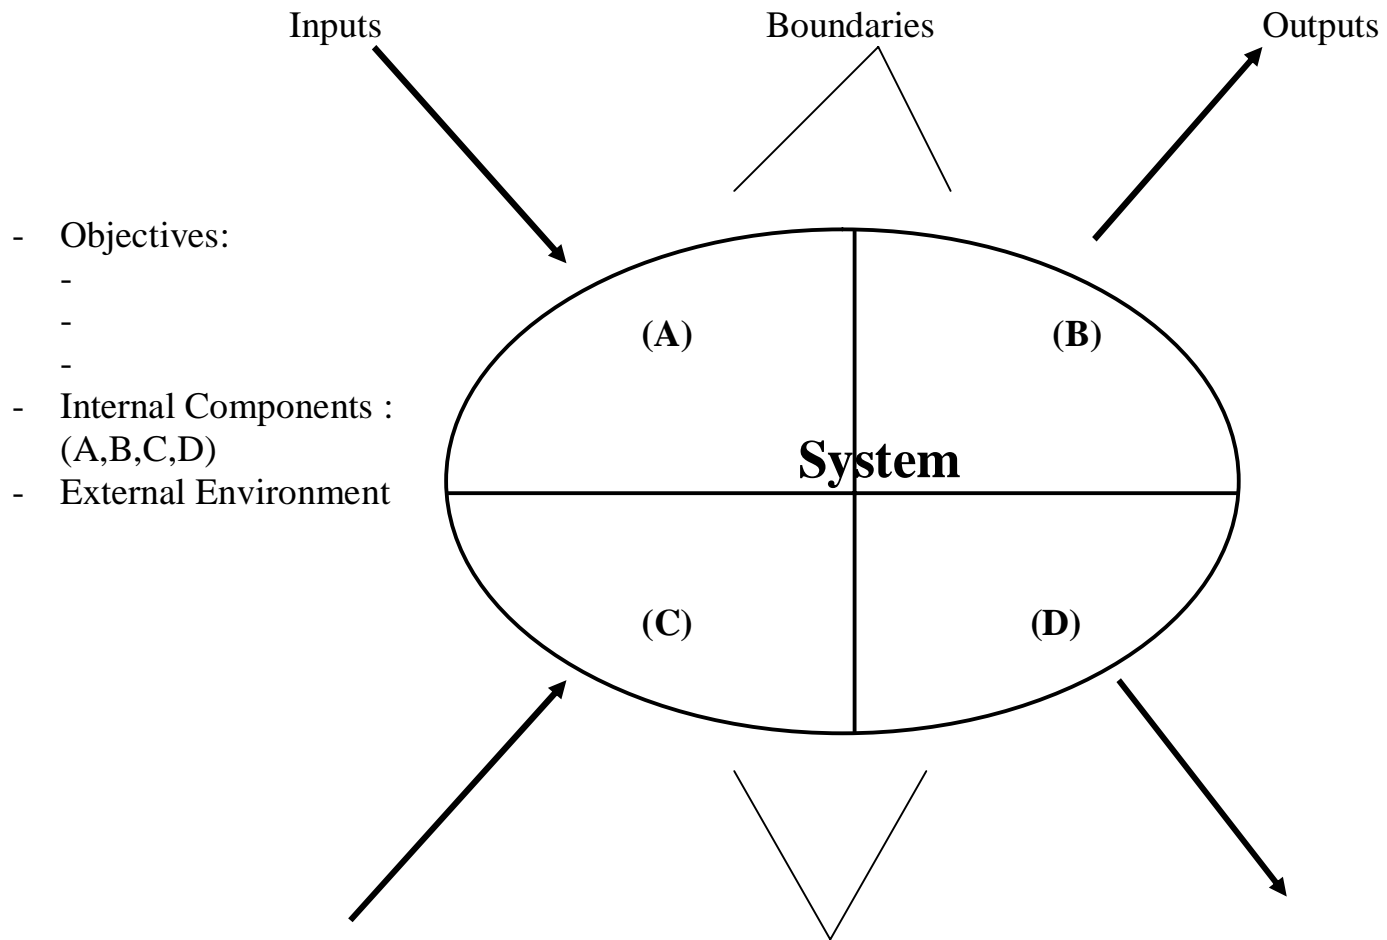 Inputs
Boundaries
Outputs
- Objectives:
-
-
-
- Internal Components :
(A,B,C,D)
- External Environment
(A)
(B)
System
(C)
(D)